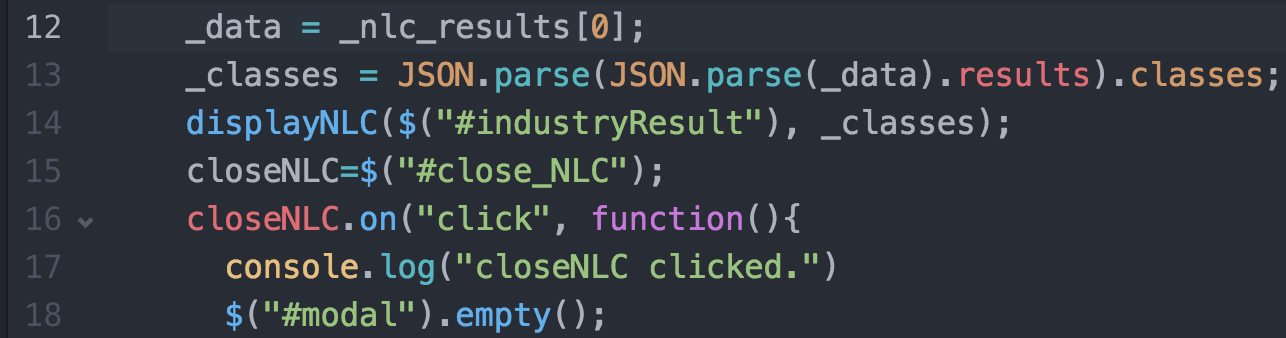 12 _data = _nlc_results[0];
13 _classes = JSON.parse(JSON.parse(_data).results).classes;
14 displayNLC($("#industryResult"), _classes);
15 closeNLC=$("#close_NLC");
16 closeNLC.on("click", function(){
17 console.log("closeNLC clicked.")
18 $("#modal").empty();